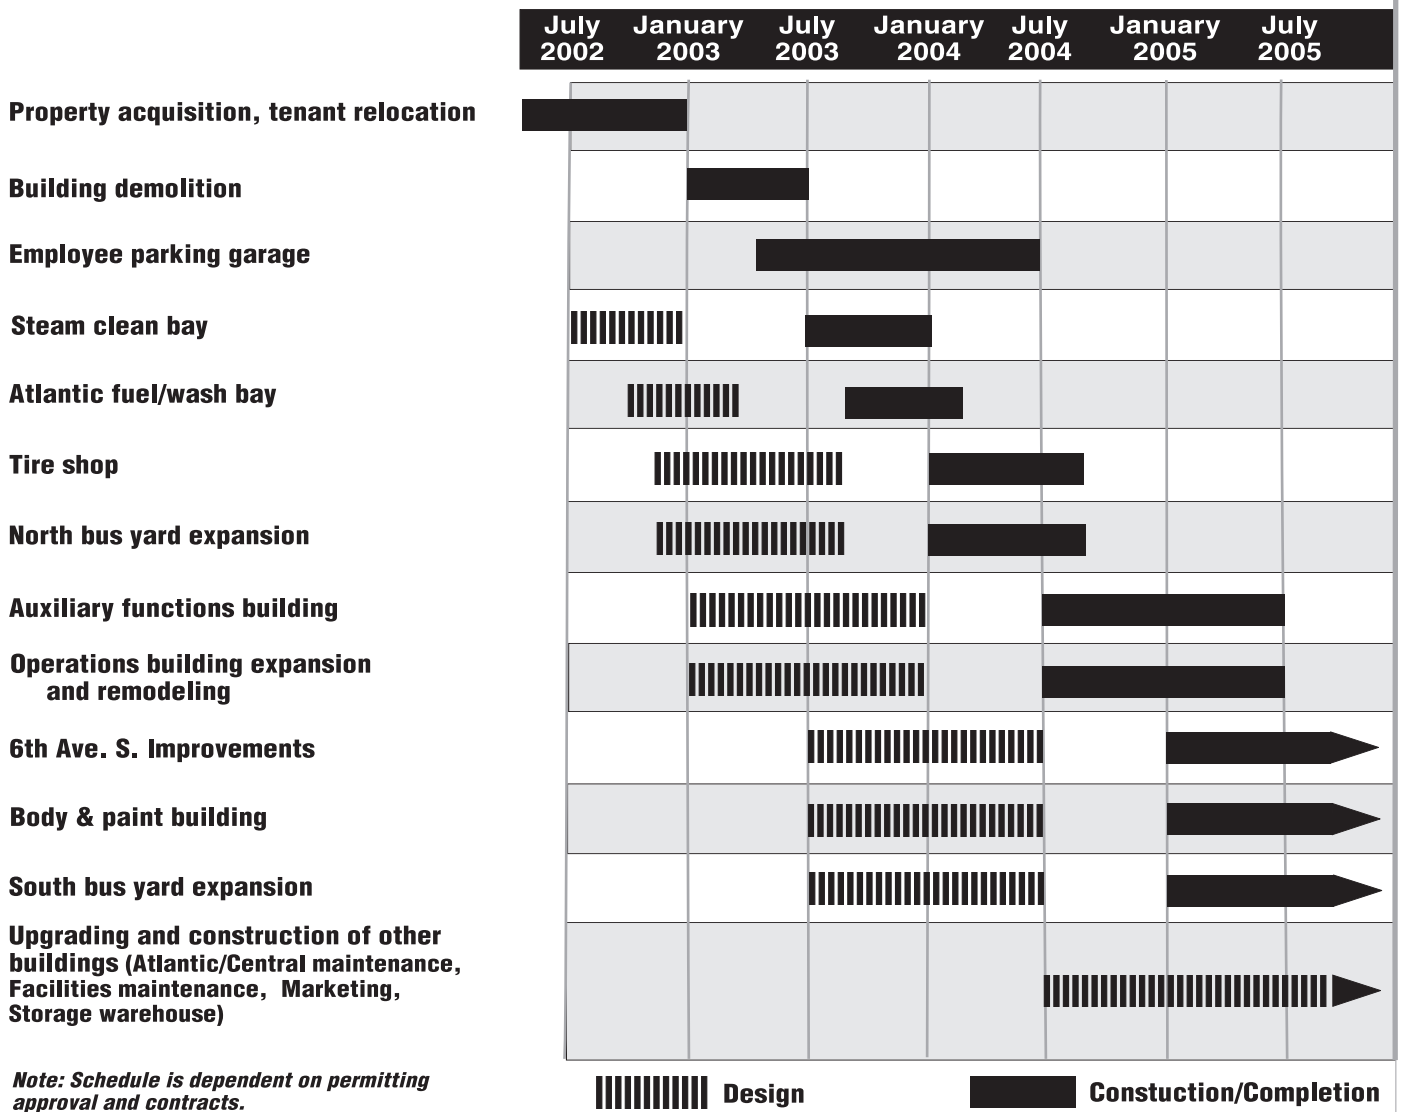 July January July January July January July
2002 2003 2003 2004 2004 2005 2005
Property acquisition, tenant relocation
Building demolition
Employee parking garage
Steam clean bay
Atlantic fuel/wash bay
Tire shop
North bus yard expansion
Auxiliary functions building
Operations building expansion
and remodeling
6th Ave. S. Improvements
Body & paint building
South bus yard expansion
Upgrading and construction of other
buildings (Atlantic/Central maintenance,
Facilities maintenance, Marketing,
Storage warehouse)
Note: Schedule is dependent on permitting
approval and contracts.
Design
Constuction/Completion